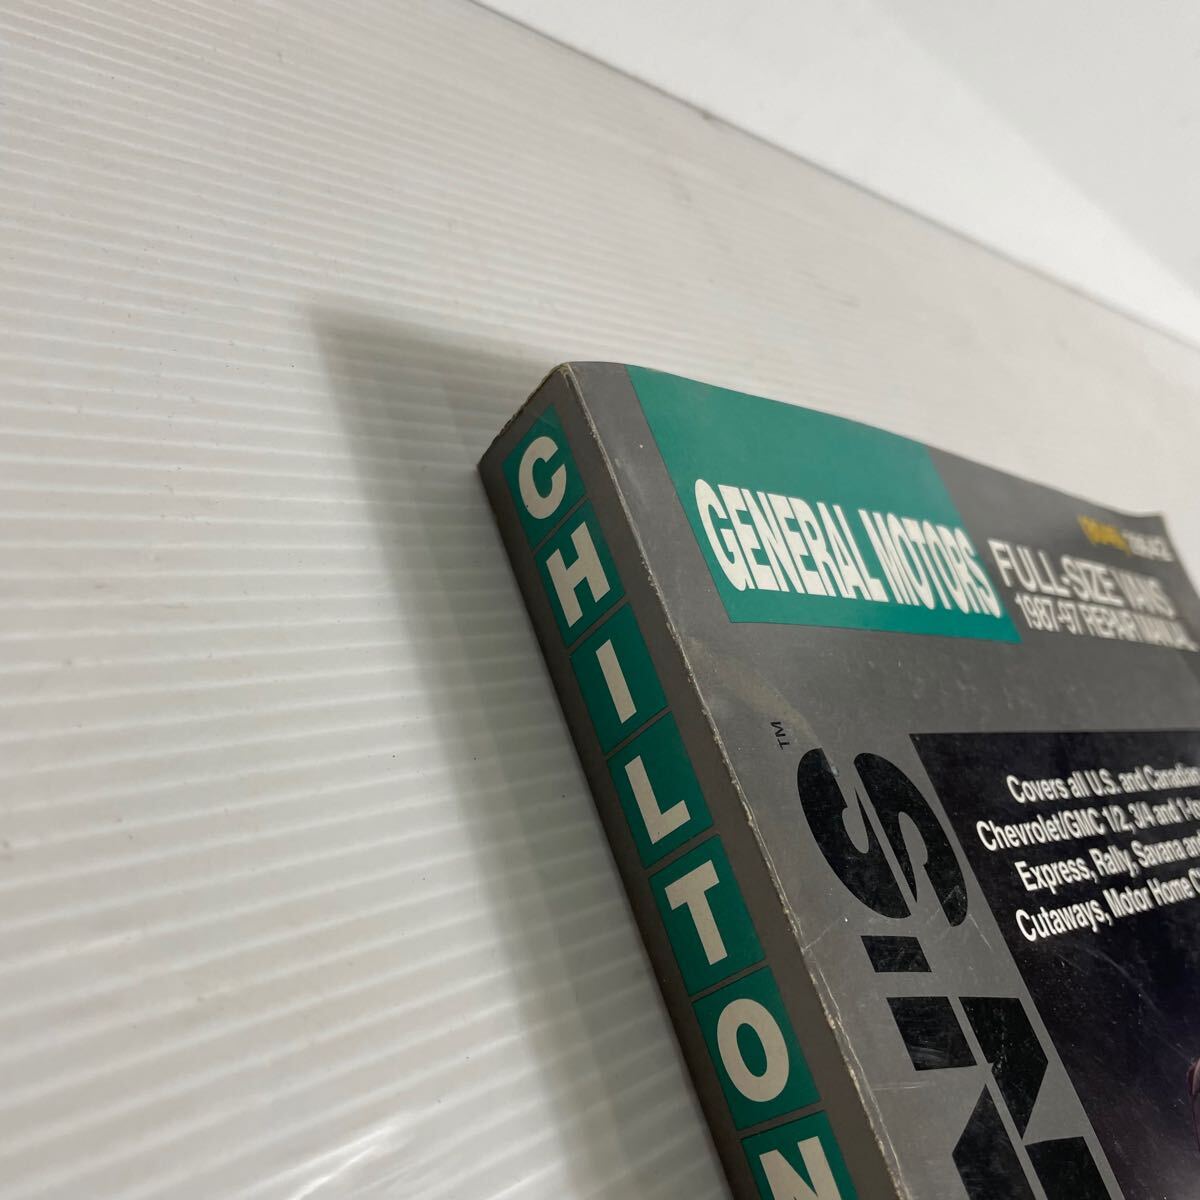 CHILTON
GENERAL MOTORS
FULL-SIZE VANS
1987-97 REPAIR MANUAL
N'S
TM
Covers all U.S. and Canadian
Chevrolet/GMC 1/2, 3/4 and 1-ton
Express, Rally, Savana and
Cutaways, Motor Home C